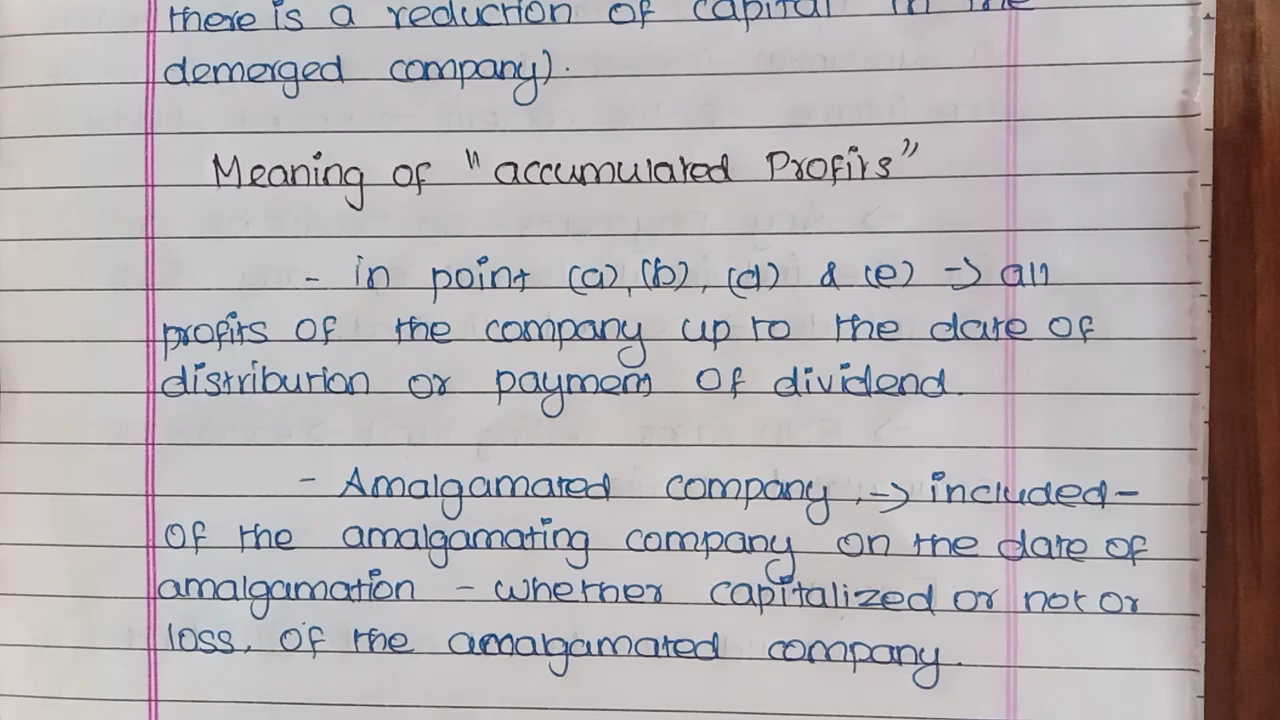 there is a reduction of capital in the
demerged company).
Meaning of "accumulated Profits"
- in point (a), (b), (d) & (e) → all
profits of the company up to the date of
distribution or payment of dividend.
- Amalgamated company → included -
of the amalgamating company on the date of
amalgamation - whether capitalized or not or
loss, of the amalgamated company.